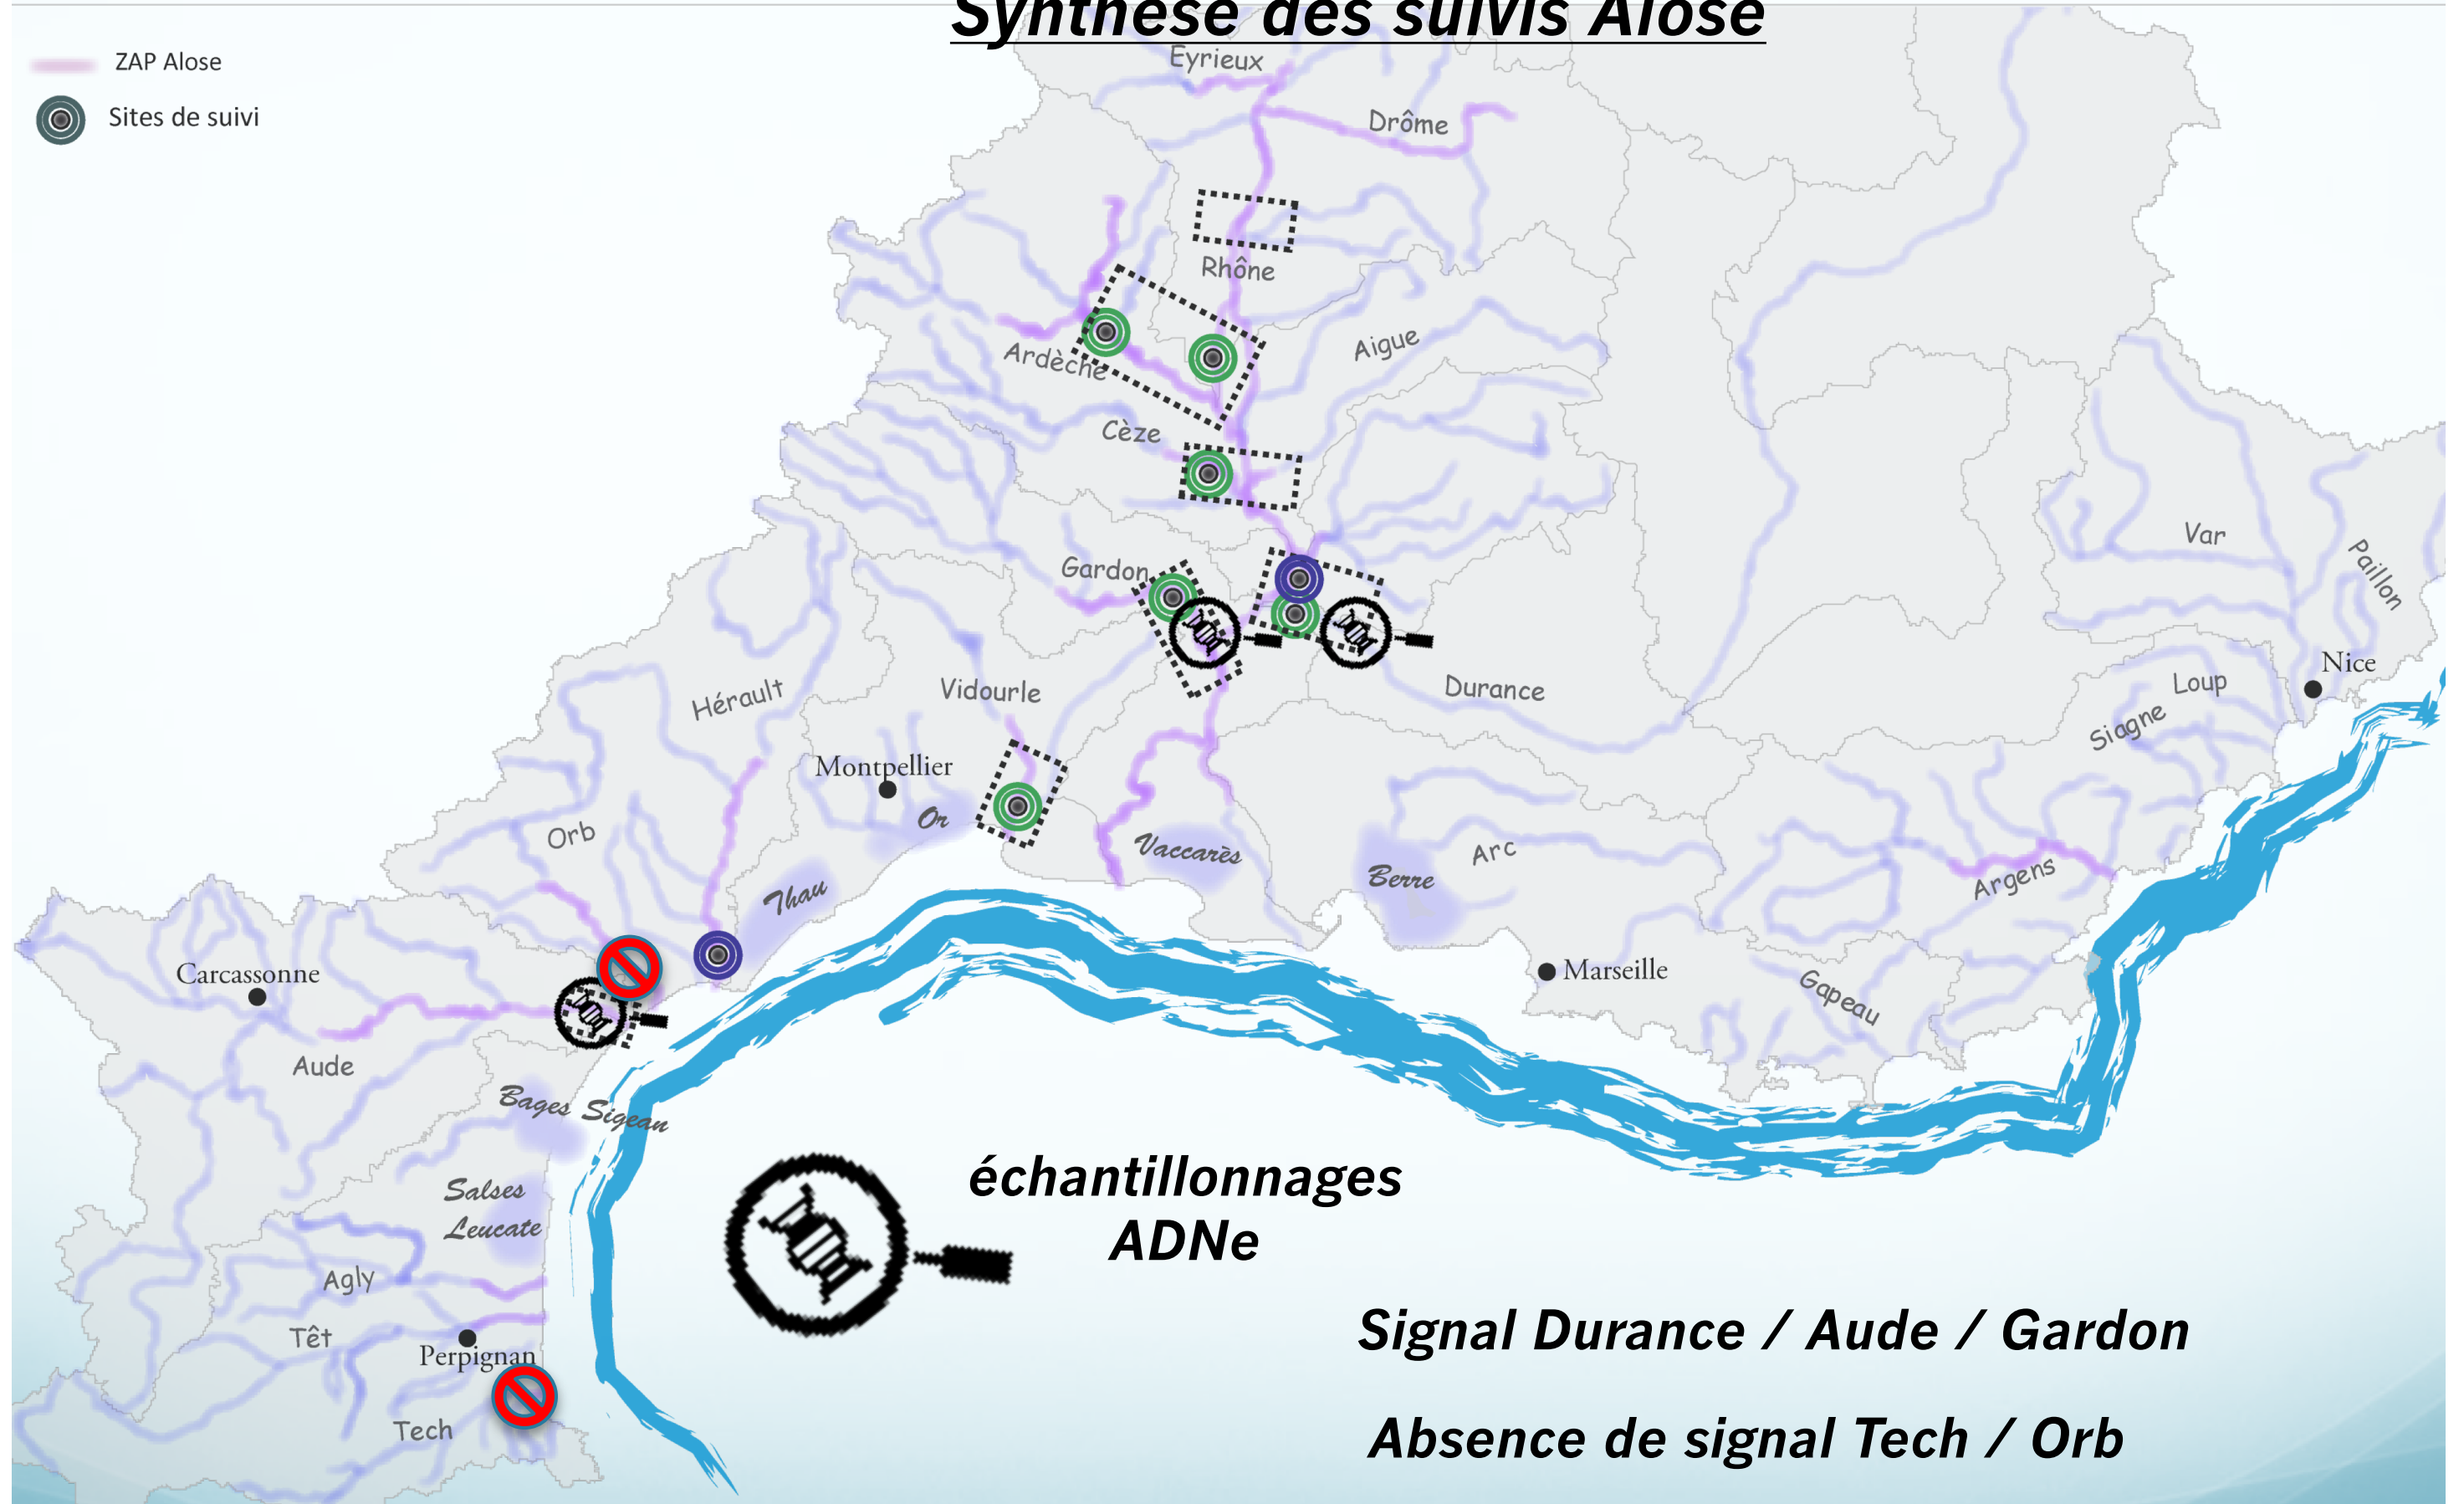 Synthèse des suivis Alose
ZAP Alose
Sites de suivi
Eyrieux
Drôme
Rhône
Ardèche
Aigue
Cèze
Gardon
Var
Paillon
Nice
Loup
Siagne
Durance
Vidourle
Hérault
Montpellier
Or
Orb
Thau
Vaccarès
Berre
Arc
Argens
Carcassonne
Marseille
Gapeau
Aude
Bages Sigean
Salses
Leucate
Agly
Têt
Perpignan
Tech
échantillonnages
ADNe
Signal Durance / Aude / Gardon
Absence de signal Tech / Orb